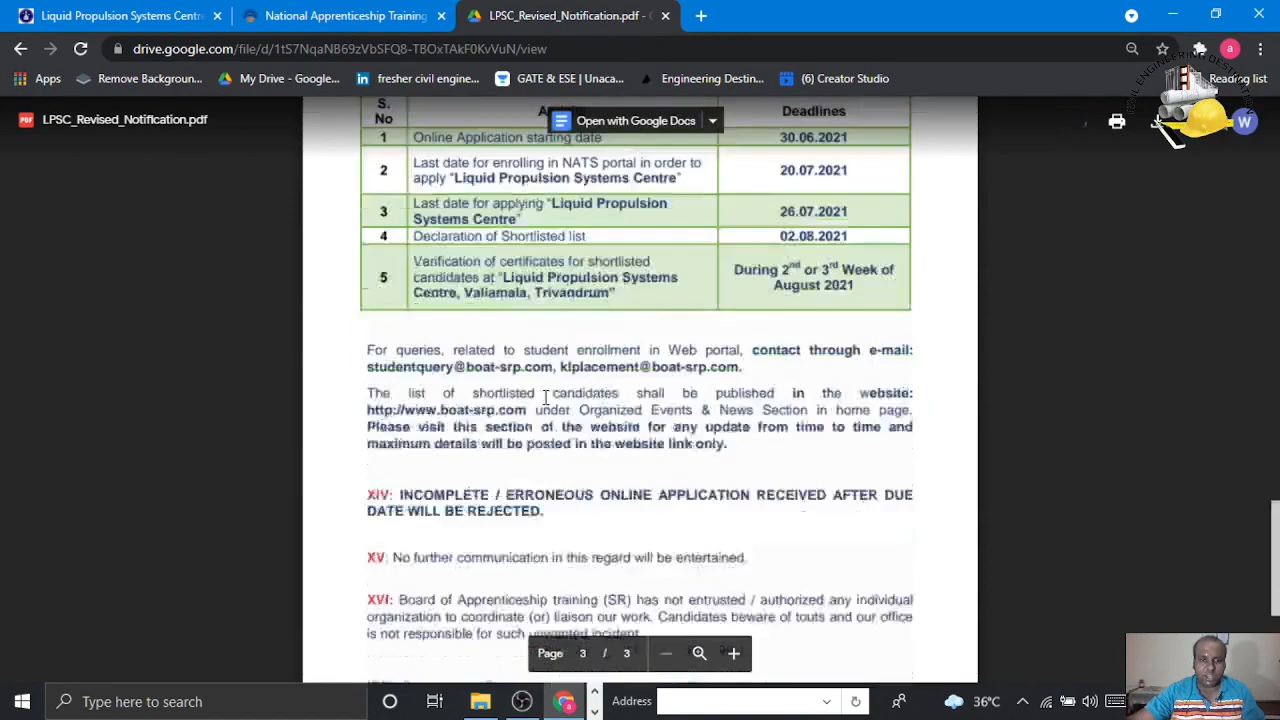 Liquid Propulsion Systems Centre
National Apprenticeship Training
LPSC_Revised_Notification.pdf - G
drive.google.com/file/d/1tS7NqaNB69zVbSFQ8-TBOxTAkF0KvVuN/view
a
Apps
Remove Backgroun...
My Drive - Google...
fresher civil engine...
GATE & ESE | Unaca...
Engineering Destin...
(6) Creator Studio
Reading list
LPSC_Revised_Notification.pdf
Open with Google Docs
W
S. No
Deadlines
1 Online Application starting date 30.06.2021
2 Last date for enrolling in NATS portal in order to
apply "Liquid Propulsion Systems Centre" 20.07.2021
3 Last date for applying "Liquid Propulsion
Systems Centre" 26.07.2021
4 Declaration of Shortlisted list 02.08.2021
5 Verification of certificates for shortlisted
candidates at "Liquid Propulsion Systems
Centre, Valiamala, Trivandrum"
During 2nd or 3rd Week of
August 2021
For queries, related to student enrollment in Web portal, contact through e-mail:
studentquery@boat-srp.com, klplacement@boat-srp.com.
The list of shortlisted candidates shall be published in the website:
http://www.boat-srp.com under Organized Events & News Section in home page.
Please visit this section of the website for any update from time to time and
maximum details will be posted in the website link only.
XIV: INCOMPLETE / ERRONEOUS ONLINE APPLICATION RECEIVED AFTER DUE
DATE WILL BE REJECTED.
XV: No further communication in this regard will be entertained.
XVI: Board of Apprenticeship training (SR) has not entrusted / authorized any individual
organization to coordinate (or) liaison our work. Candidates beware of touts and our office
is not responsible for such unwanted incident.
Page 3 / 3
Type here to search
Address
36°C